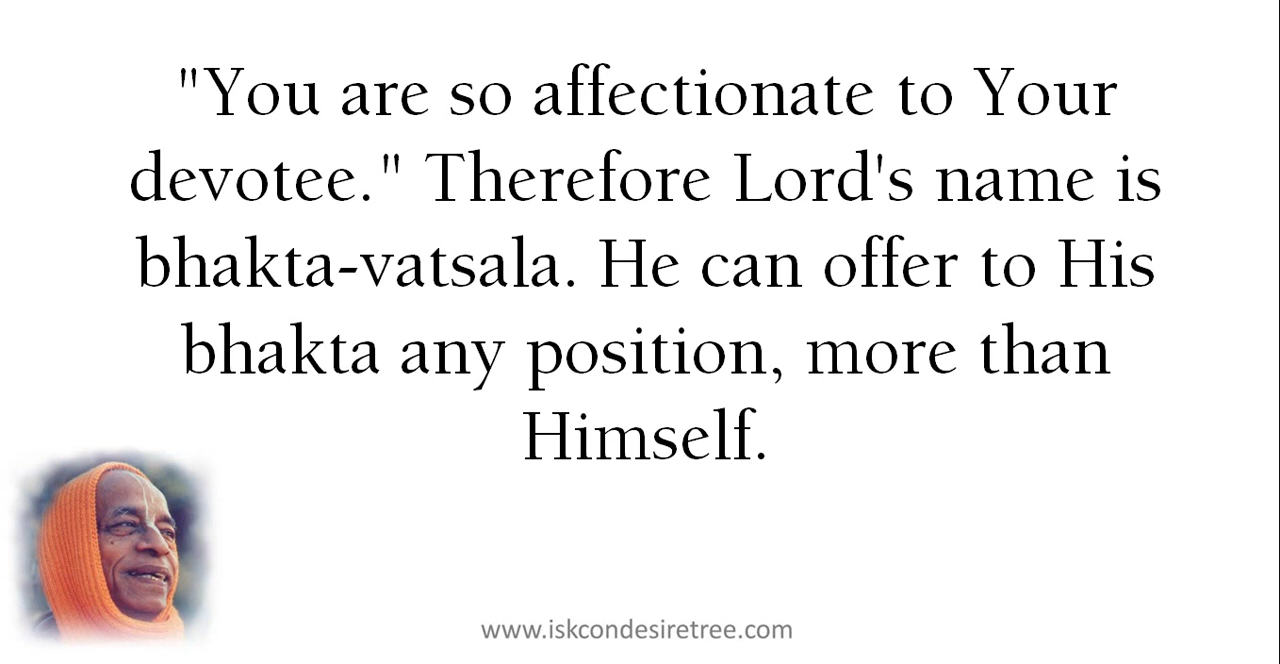 "You are so affectionate to Your
devotee." Therefore Lord's name is
bhakta-vatsala. He can offer to His
bhakta any position, more than
Himself.
www.iskcondesiretree.com